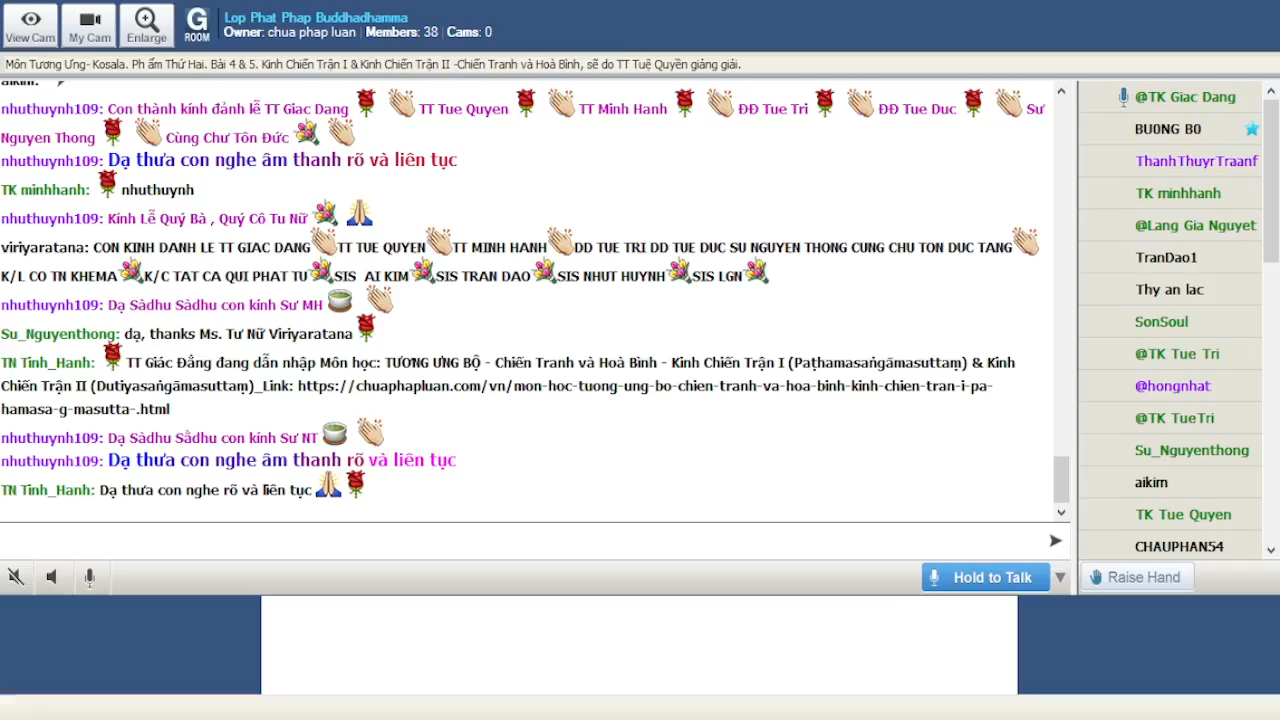 View Cam
My Cam
Enlarge
G
ROOM
Lop Phat Phap Buddhadhamma
Owner: chua phap luan | Members: 38 | Cams: 0
Môn Tương Ưng- Kosala. Ph ẩm Thứ Hai. Bài 4 & 5. Kinh Chiến Trận I & Kinh Chiến Trận II -Chiến Tranh và Hoà Bình, sẽ do TT Tuệ Quyền giảng giải.
aikim:
nhuthuynh109: Con thành kính đảnh lễ TT Giac Dang TT Tue Quyen TT Minh Hanh ĐĐ Tue Tri ĐĐ Tue Duc Sư
Nguyen Thong Cùng Chư Tôn Đức
nhuthuynh109: Dạ thưa con nghe âm thanh rõ và liên tục
TK minhhanh: nhuthuynh
nhuthuynh109: Kính Lễ Quý Bà , Quý Cô Tu Nữ
viriyaratana: CON KINH DANH LE TT GIAC DANG TT TUE QUYEN TT MINH HANH DD TUE TRI DD TUE DUC SU NGUYEN THONG CUNG CHU TON DUC TANG
K/L CO TN KHEMA K/C TAT CA QUI PHAT TU SIS AI KIM SIS TRAN DAO SIS NHUT HUYNH SIS LGN
nhuthuynh109: Dạ Sàdhu Sàdhu con kính Sư MH
Su_Nguyenthong: dạ, thanks Ms. Tư Nữ Viriyaratana
TN Tinh_Hanh: TT Giác Đẳng đang dẫn nhập Môn học: TƯƠNG ƯNG BỘ - Chiến Tranh và Hoà Bình - Kinh Chiến Trận I (Paṭhamasaṅgāmasuttaṃ) & Kinh
Chiến Trận II (Dutiyasaṅgāmasuttaṃ)_Link: https://chuaphapluan.com/vn/mon-hoc-tuong-ung-bo-chien-tranh-va-hoa-binh-kinh-chien-tran-i-pa-
hamasa-g-masutta-.html
nhuthuynh109: Dạ Sàdhu Sằdhu con kính Sư NT
nhuthuynh109: Dạ thưa con nghe âm thanh rõ và liên tục
TN Tinh_Hanh: Dạ thưa con nghe rõ và liên tục
Hold to Talk
@TK Giac Dang
BU0NG B0
ThanhThuyrTraanf
TK minhhanh
@Lang Gia Nguyet
TranDao1
Thy an lac
SonSoul
@TK Tue Tri
@hongnhat
@TK TueTri
Su_Nguyenthong
aikim
TK Tue Quyen
CHAUPHAN54
Raise Hand